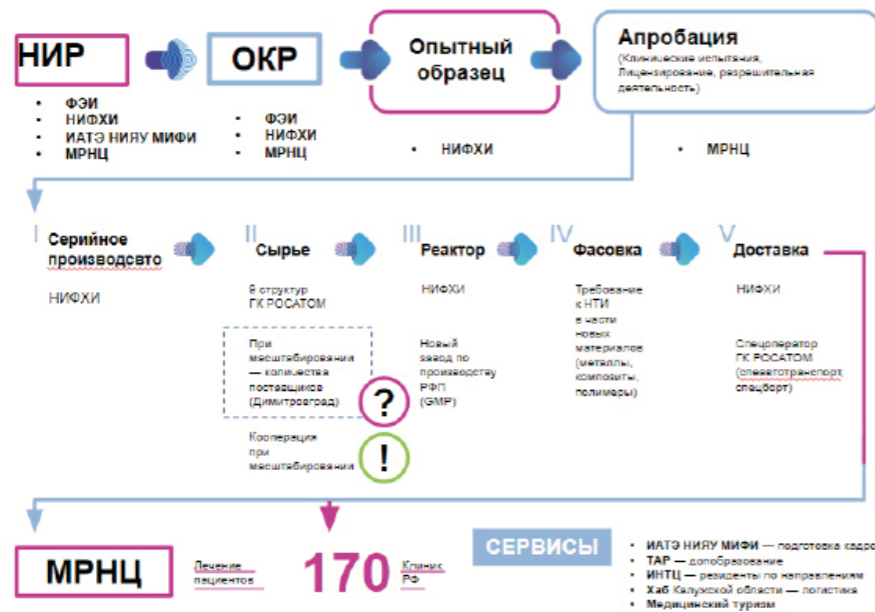 НИР
ОКР
Опытный
образец
Апробация
(Клинические испытания,
Лицензирование, разрешительная
деятельность)
• ФЭИ
• НИФХИ
• ИАТЭ НИЯУ МИФИ
• МРНЦ
• ФЭИ
• НИФХИ
• МРНЦ
• НИФХИ
• МРНЦ
I
Серийное
производсвто
НИФХИ
II
Сырье
9 структур
ГК РОСАТОМ
При
масштабировании
— количества
поставщиков
(Димитровград)
?
Кооперация
при
масштабировании
!
III
Реактор
НИФХИ
Новый
завод по
производству
РФП
(GMP)
IV
Фасовка
Требование
к НТИ
в части
новых
материалов
(металлы,
композиты,
полимеры)
V
Доставка
НИФХИ
Спецоператор
ГК РОСАТОМ
(спеавтотранспорт,
спецборт)
МРНЦ
Лечение
пациентов
170
Клиник
РФ
СЕРВИСЫ
• ИАТЭ НИЯУ МИФИ — подготовка кадро
• ТАР — допобразование
• ИНТЦ — резиденты по направлениям
• Хаб Калужской области — логистика
• Медицинский туризм